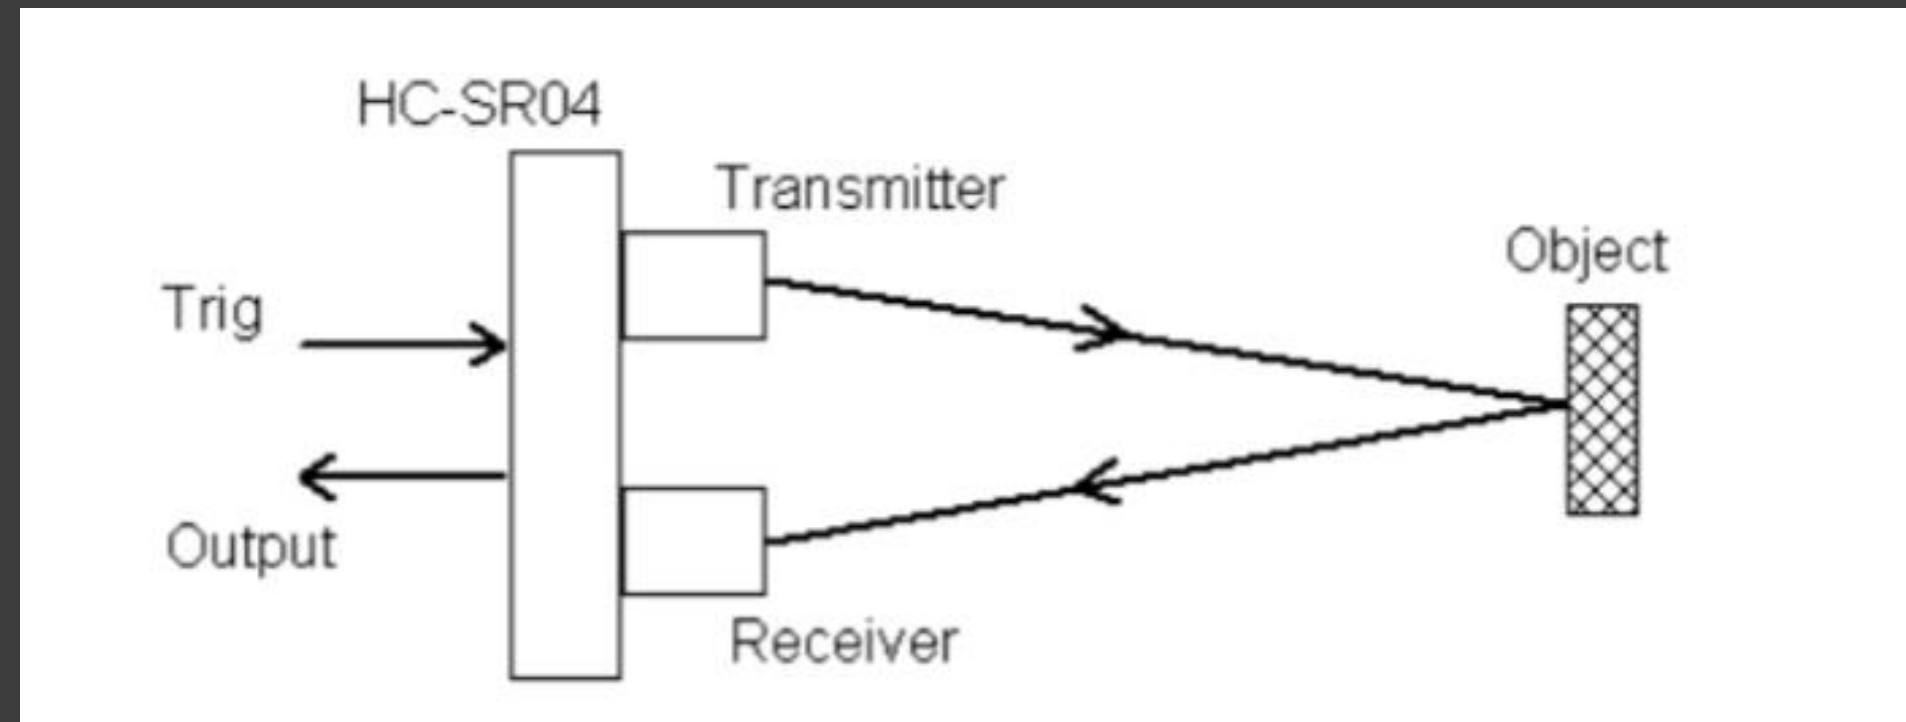 HC-SR04
Transmitter
Object
Trig
Output
Receiver